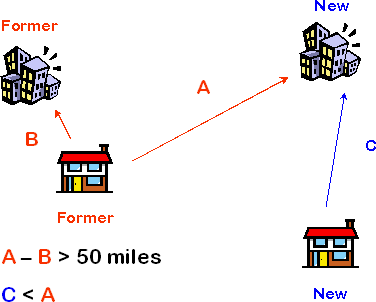 New
Former
A
B
C
Former
A – B > 50 miles
C < A
New